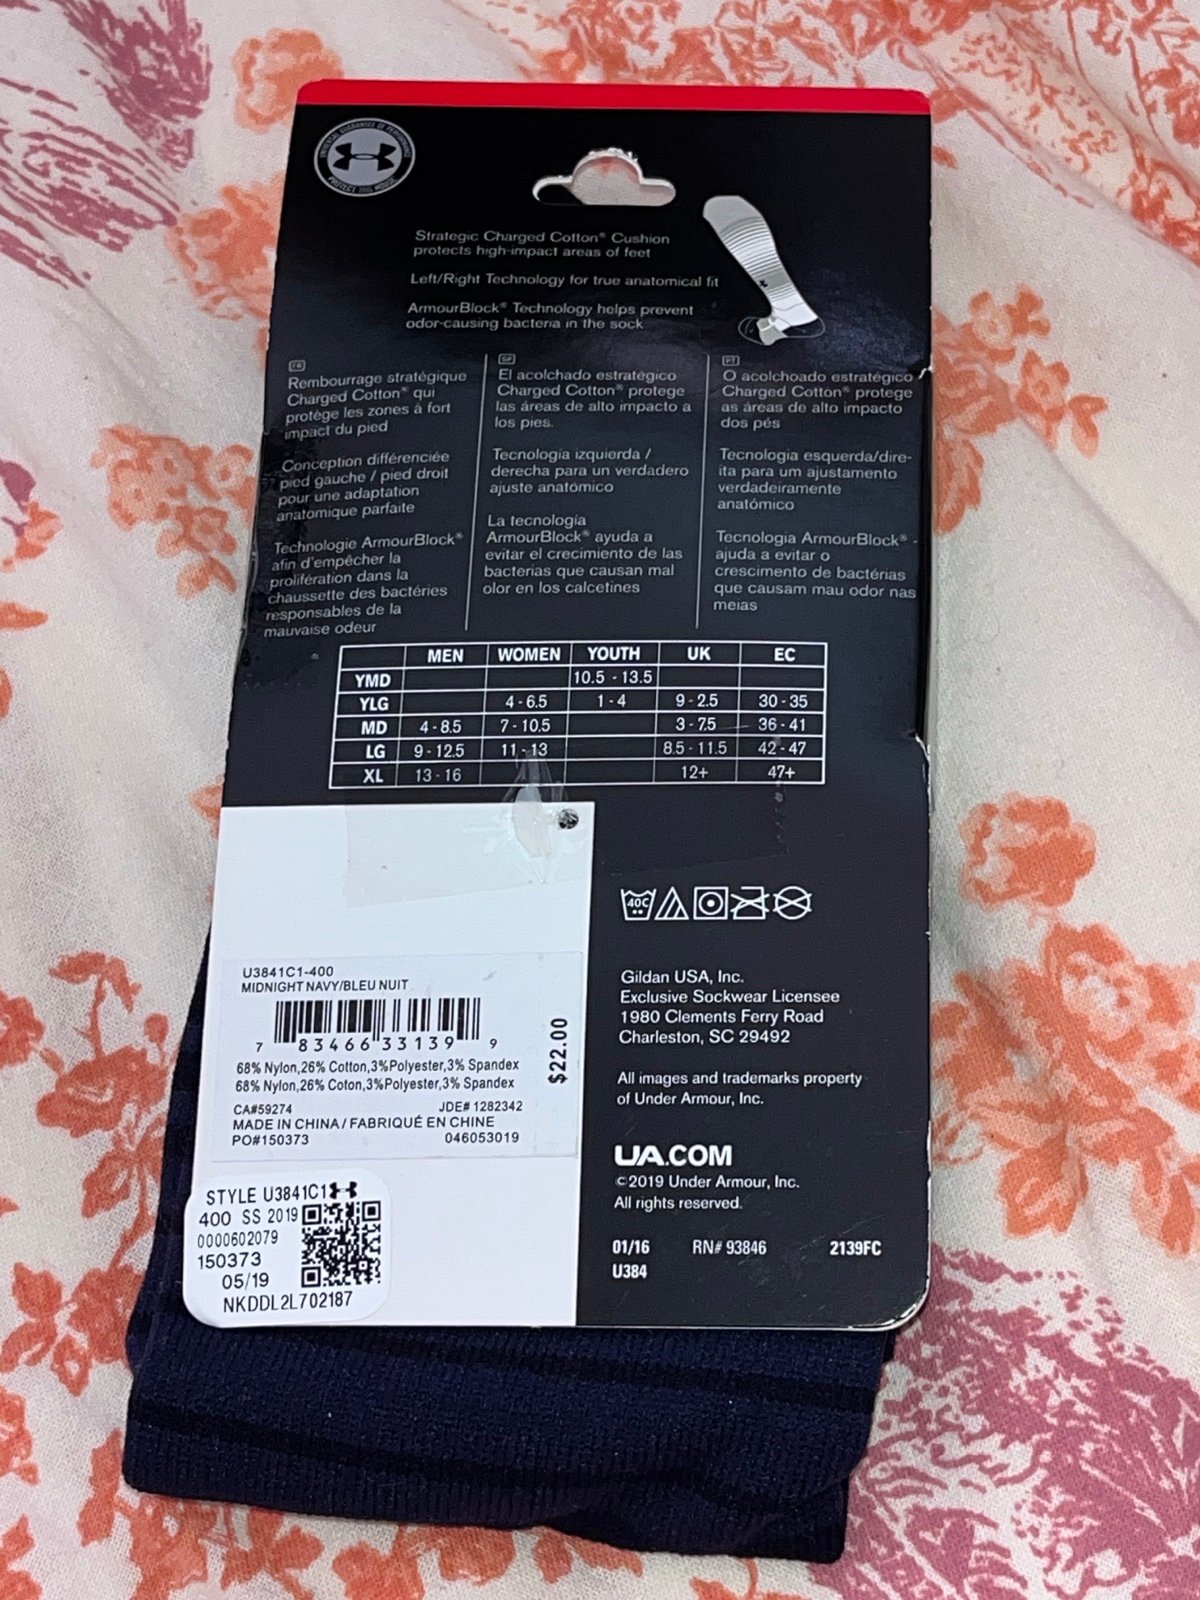 UNIVERSAL GUARANTEE OF PERFORMANCE
PROTECT THIS HOUSE
Strategic Charged Cotton® Cushion
protects high-impact areas of feet
Left/Right Technology for true anatomical fit
ArmourBlock® Technology helps prevent
odor-causing bacteria in the sock
FR
Rembourrage stratégique
Charged Cotton® qui
protège les zones à fort
impact du pied
Conception différenciée
pied gauche / pied droit
pour une adaptation
anatomique parfaite
Technologie ArmourBlock®
afin d'empêcher la
prolifération dans la
chaussette des bactéries
responsables de la
mauvaise odeur
SP
El acolchado estratégico
Charged Cotton® protege
las áreas de alto impacto a
los pies.
Tecnología izquierda /
derecha para un verdadero
ajuste anatómico
La tecnología
ArmourBlock® ayuda a
evitar el crecimiento de las
bacterias que causan mal
olor en los calcetines
PT
O acolchoado estratégico
Charged Cotton® protege
as áreas de alto impacto
dos pés
Tecnologia esquerda/dire-
ita para um ajustamento
verdadeiramente
anatómico
Tecnologia ArmourBlock®
ajuda a evitar o
crescimento de bactérias
que causam mau odor nas
meias
MEN WOMEN YOUTH UK EC
YMD 10.5 - 13.5
YLG 4 - 6.5 1 - 4 9 - 2.5 30 - 35
MD 4 - 8.5 7 - 10.5 3 - 7.5 36 - 41
LG 9 - 12.5 11 - 13 8.5 - 11.5 42 - 47
XL 13 - 16 12+ 47+
40C
U3841C1-400
MIDNIGHT NAVY/BLEU NUIT
7 83466 33139 9
$22.00
68% Nylon,26% Cotton,3%Polyester,3% Spandex
68% Nylon,26% Coton,3%Polyester,3% Spandex
CA#59274 JDE# 1282342
MADE IN CHINA / FABRIQUÉ EN CHINE
PO#150373 046053019
STYLE U3841C1
400 SS 2019
0000602079
150373
05/19
NKDDL2L702187
Gildan USA, Inc.
Exclusive Sockwear Licensee
1980 Clements Ferry Road
Charleston, SC 29492
All images and trademarks property
of Under Armour, Inc.
UA.COM
©2019 Under Armour, Inc.
All rights reserved.
01/16 RN# 93846 2139FC
U384